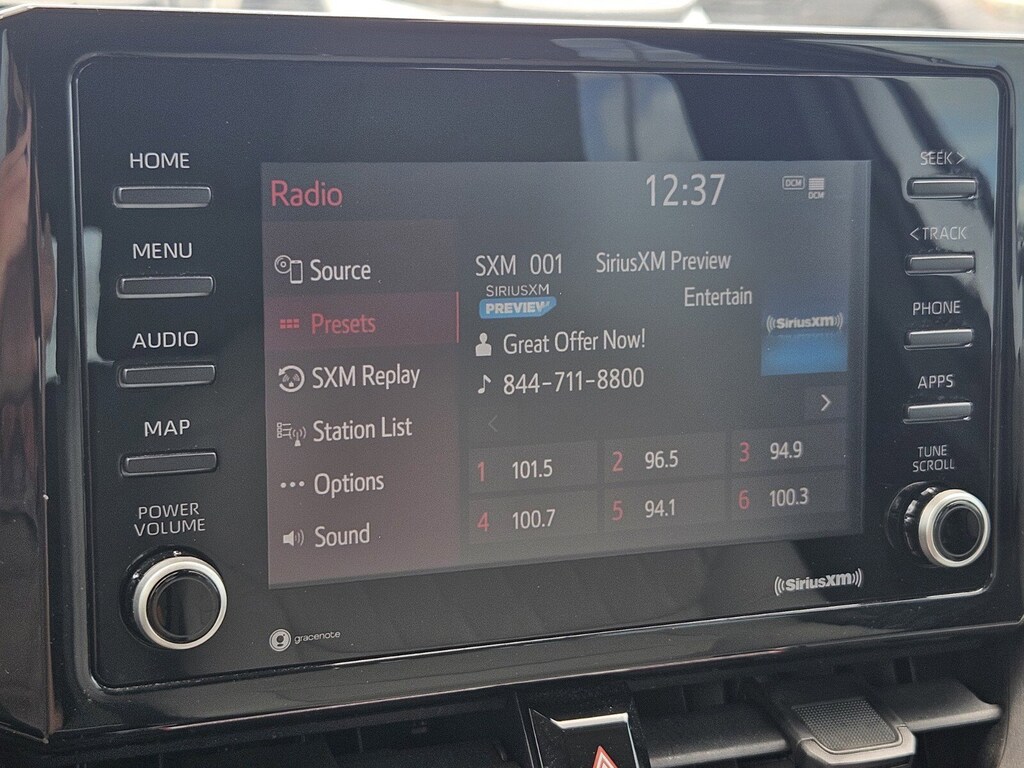 HOME
MENU
AUDIO
MAP
POWER
VOLUME
Radio
12:37
DCM
DCM
Source
Presets
SXM Replay
Station List
Options
Sound
SXM 001 SiriusXM Preview
SIRIUSXM
PREVIEW
Entertain
Great Offer Now!
844-711-8800
((SiriusXM))
1 101.5
2 96.5
3 94.9
4 100.7
5 94.1
6 100.3
SEEK >
< TRACK
PHONE
APPS
TUNE
SCROLL
gracenote
((SiriusXM))